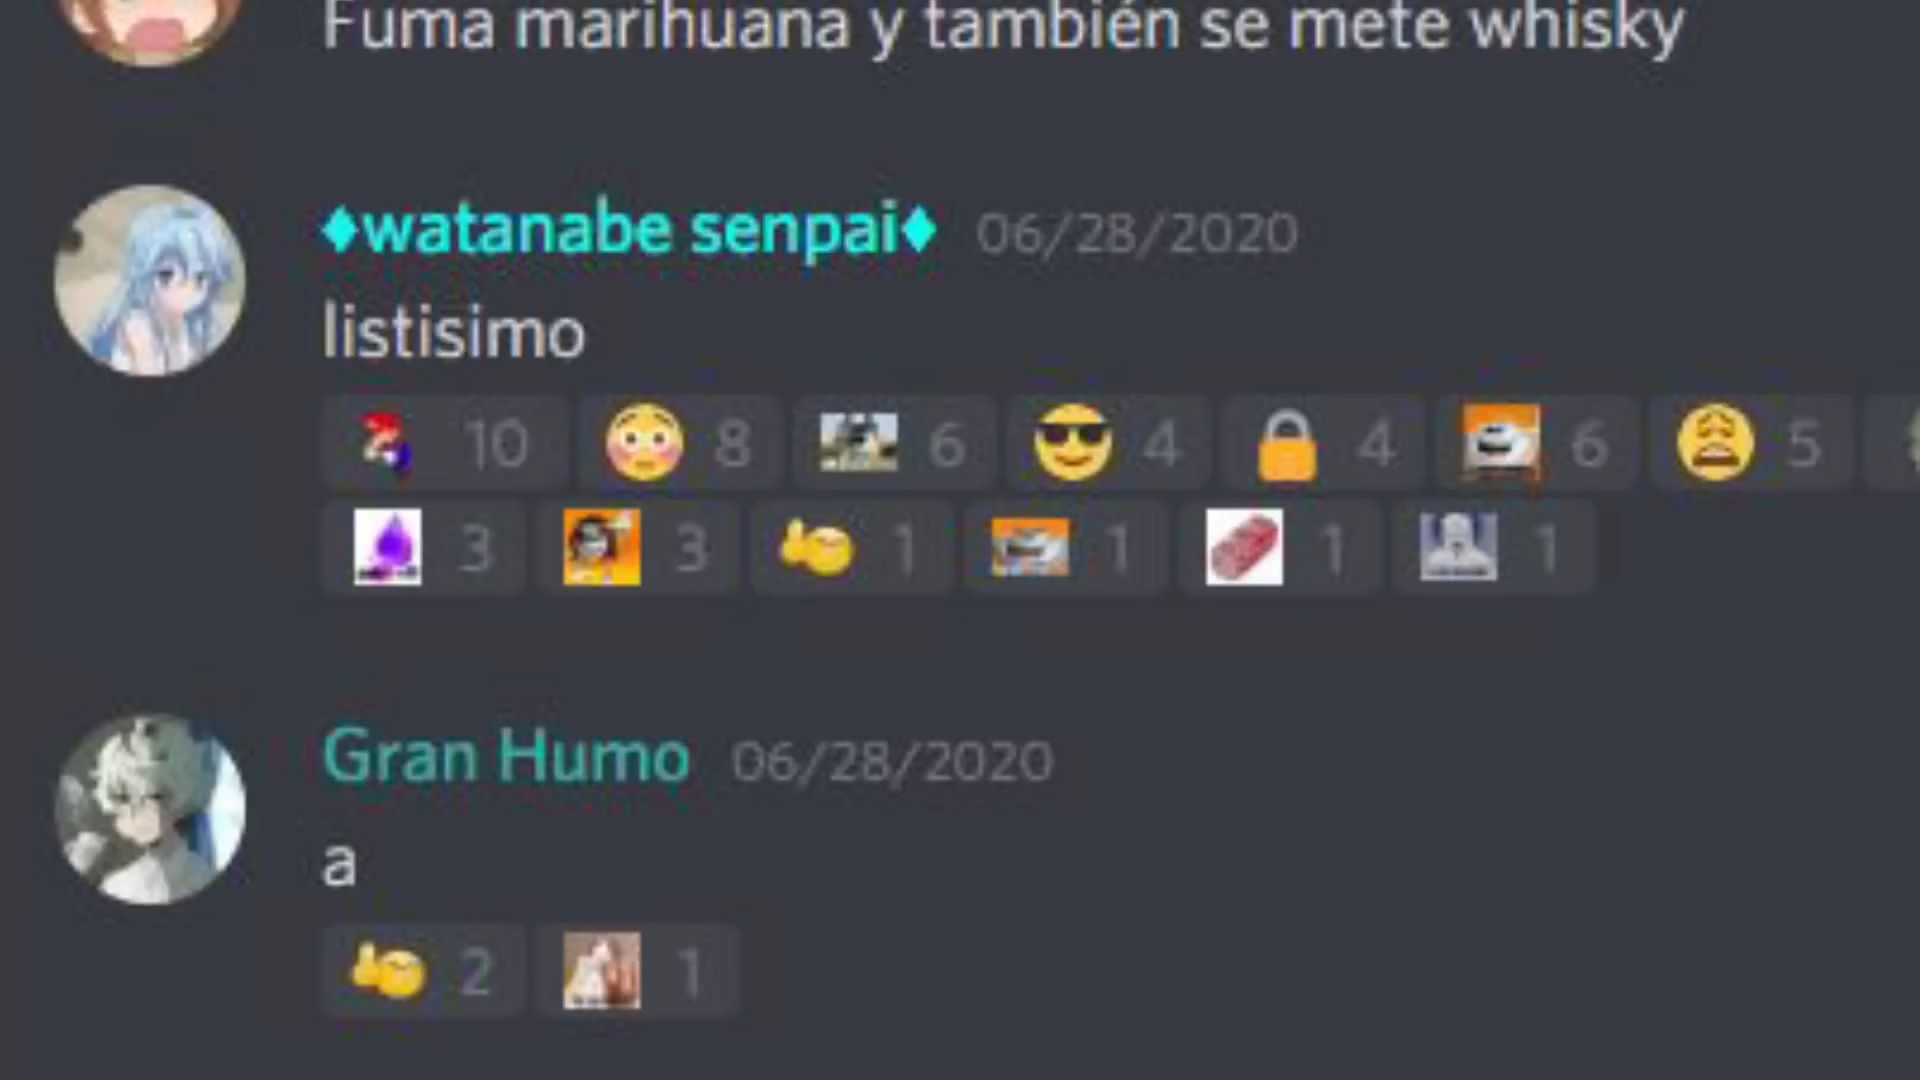 Fuma marihuana y también se mete whisky
♦watanabe senpai♦ 06/28/2020
listisimo
10 8 6 4 4 6 5
3 3 1 1 1 1
Gran Humo 06/28/2020
a
2 1